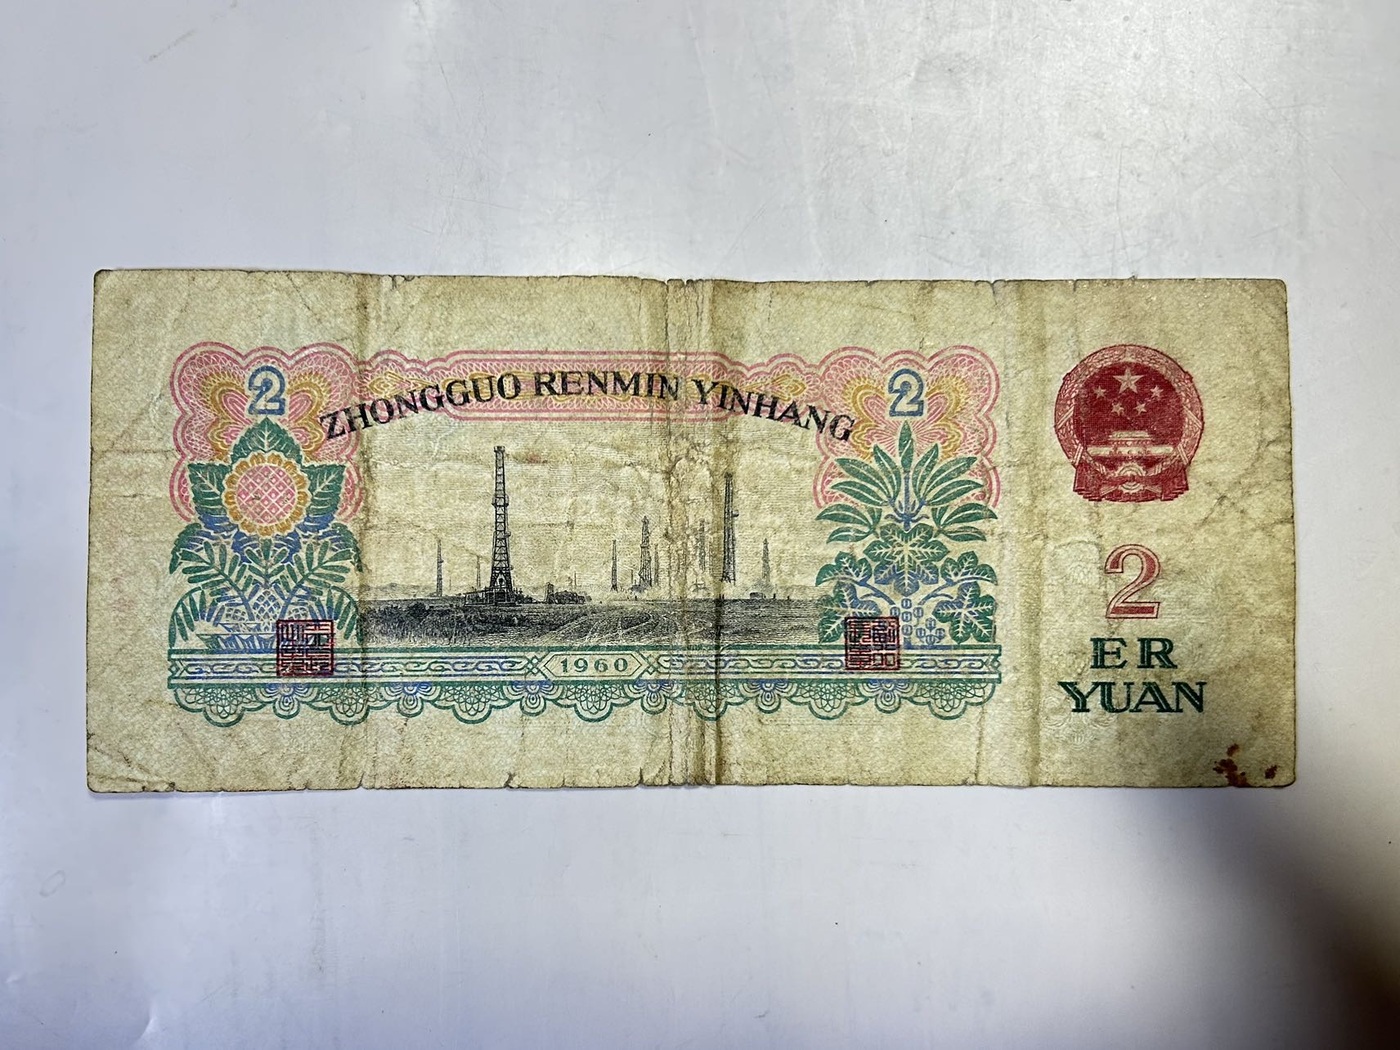 2
2
ZHONGGUO RENMIN YINHANG
2
ER
YUAN
1960